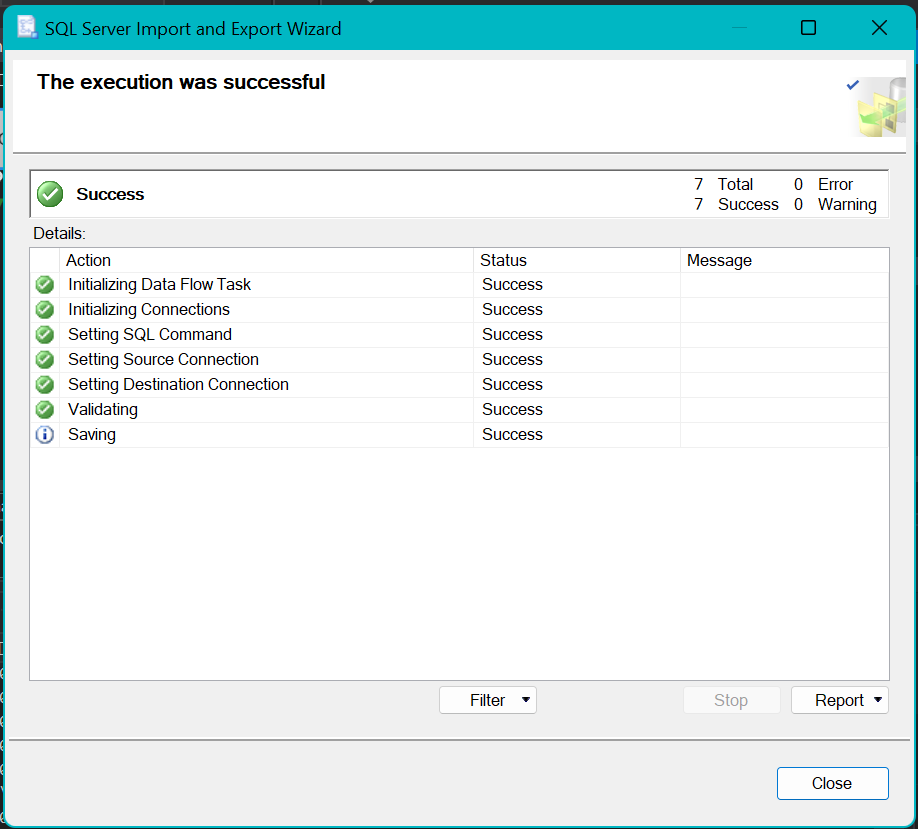 SQL Server Import and Export Wizard
The execution was successful
Success
7 Total 0 Error
7 Success 0 Warning
Details:
Action Status Message
Initializing Data Flow Task Success
Initializing Connections Success
Setting SQL Command Success
Setting Source Connection Success
Setting Destination Connection Success
Validating Success
Saving Success
Filter Stop Report
Close